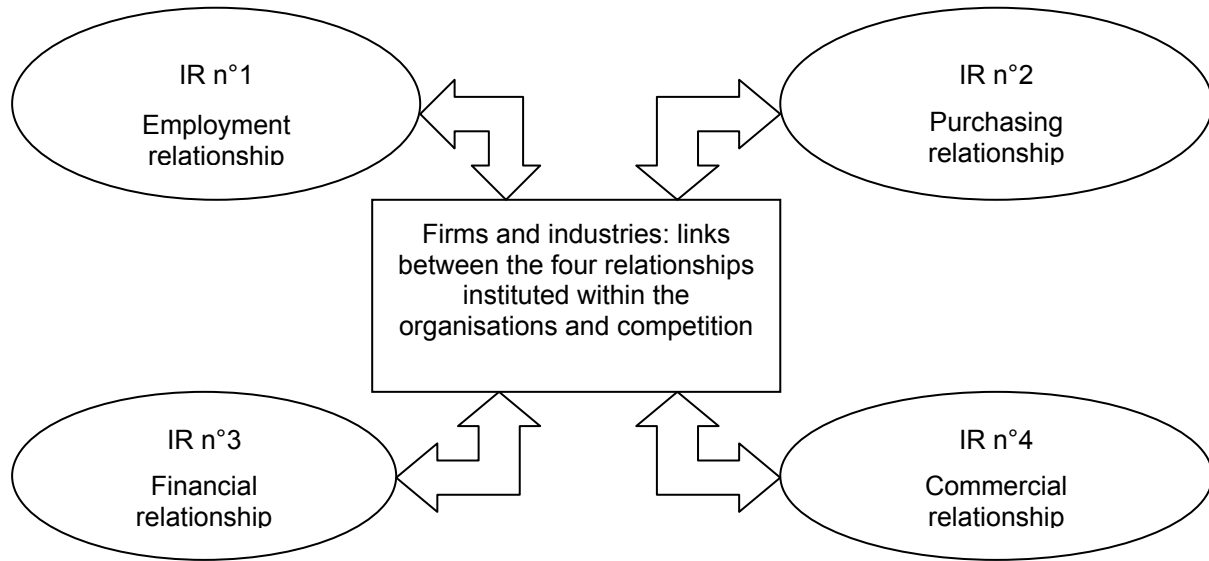 IR n°1
Employment
relationship
IR n°2
Purchasing
relationship
Firms and industries: links
between the four relationships
instituted within the
organisations and competition
IR n°3
Financial
relationship
IR n°4
Commercial
relationship